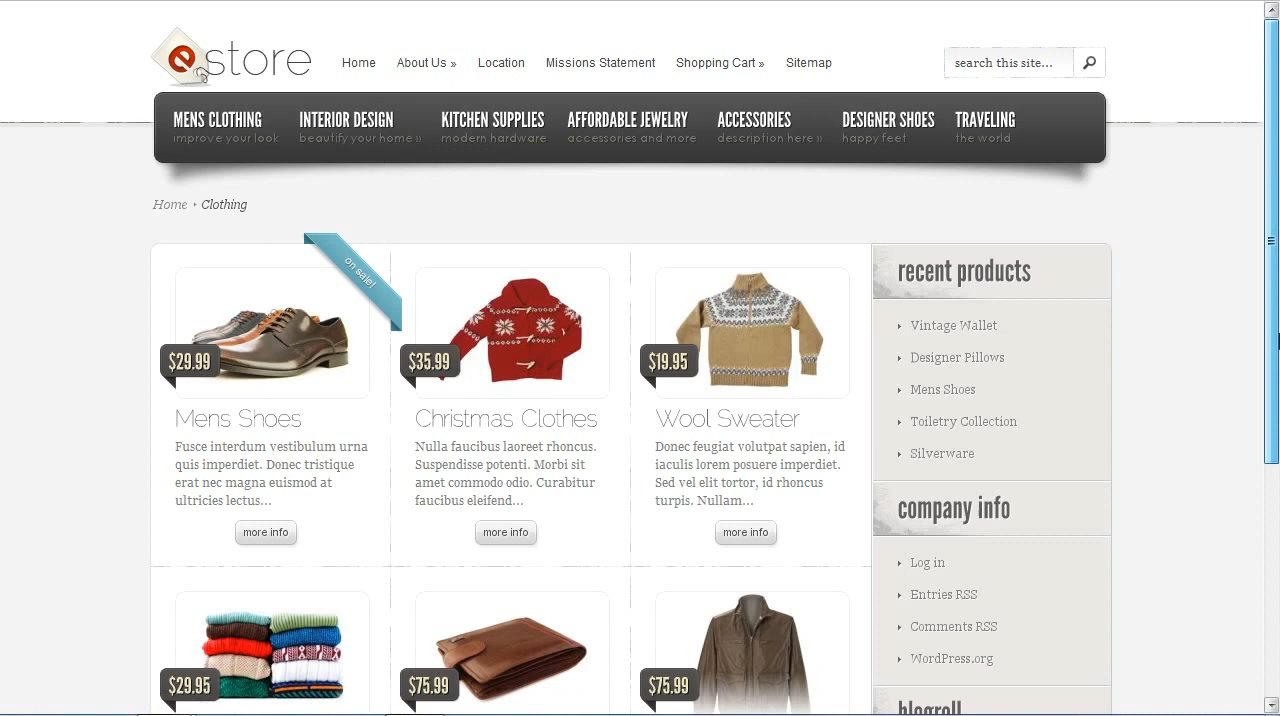 estore
Home
About Us »
Location
Missions Statement
Shopping Cart »
Sitemap
search this site...
MENS CLOTHING
improve your look
INTERIOR DESIGN
beautify your home »
KITCHEN SUPPLIES
modern hardware
AFFORDABLE JEWELRY
accessories and more
ACCESSORIES
description here »
DESIGNER SHOES
happy feet
TRAVELING
the world
Home
Clothing
on sale!
$29.99
Mens Shoes
Fusce interdum vestibulum urna
quis imperdiet. Donec tristique
erat nec magna euismod at
ultricies lectus...
more info
$35.99
Christmas Clothes
Nulla faucibus laoreet rhoncus.
Suspendisse potenti. Morbi sit
amet commodo odio. Curabitur
faucibus eleifend...
more info
$19.95
Wool Sweater
Donec feugiat volutpat sapien, id
iaculis lorem posuere imperdiet.
Sed vel elit tortor, id rhoncus
turpis. Nullam...
more info
$29.95
$75.99
$75.99
recent products
Vintage Wallet
Designer Pillows
Mens Shoes
Toiletry Collection
Silverware
company info
Log in
Entries RSS
Comments RSS
WordPress.org
blogroll